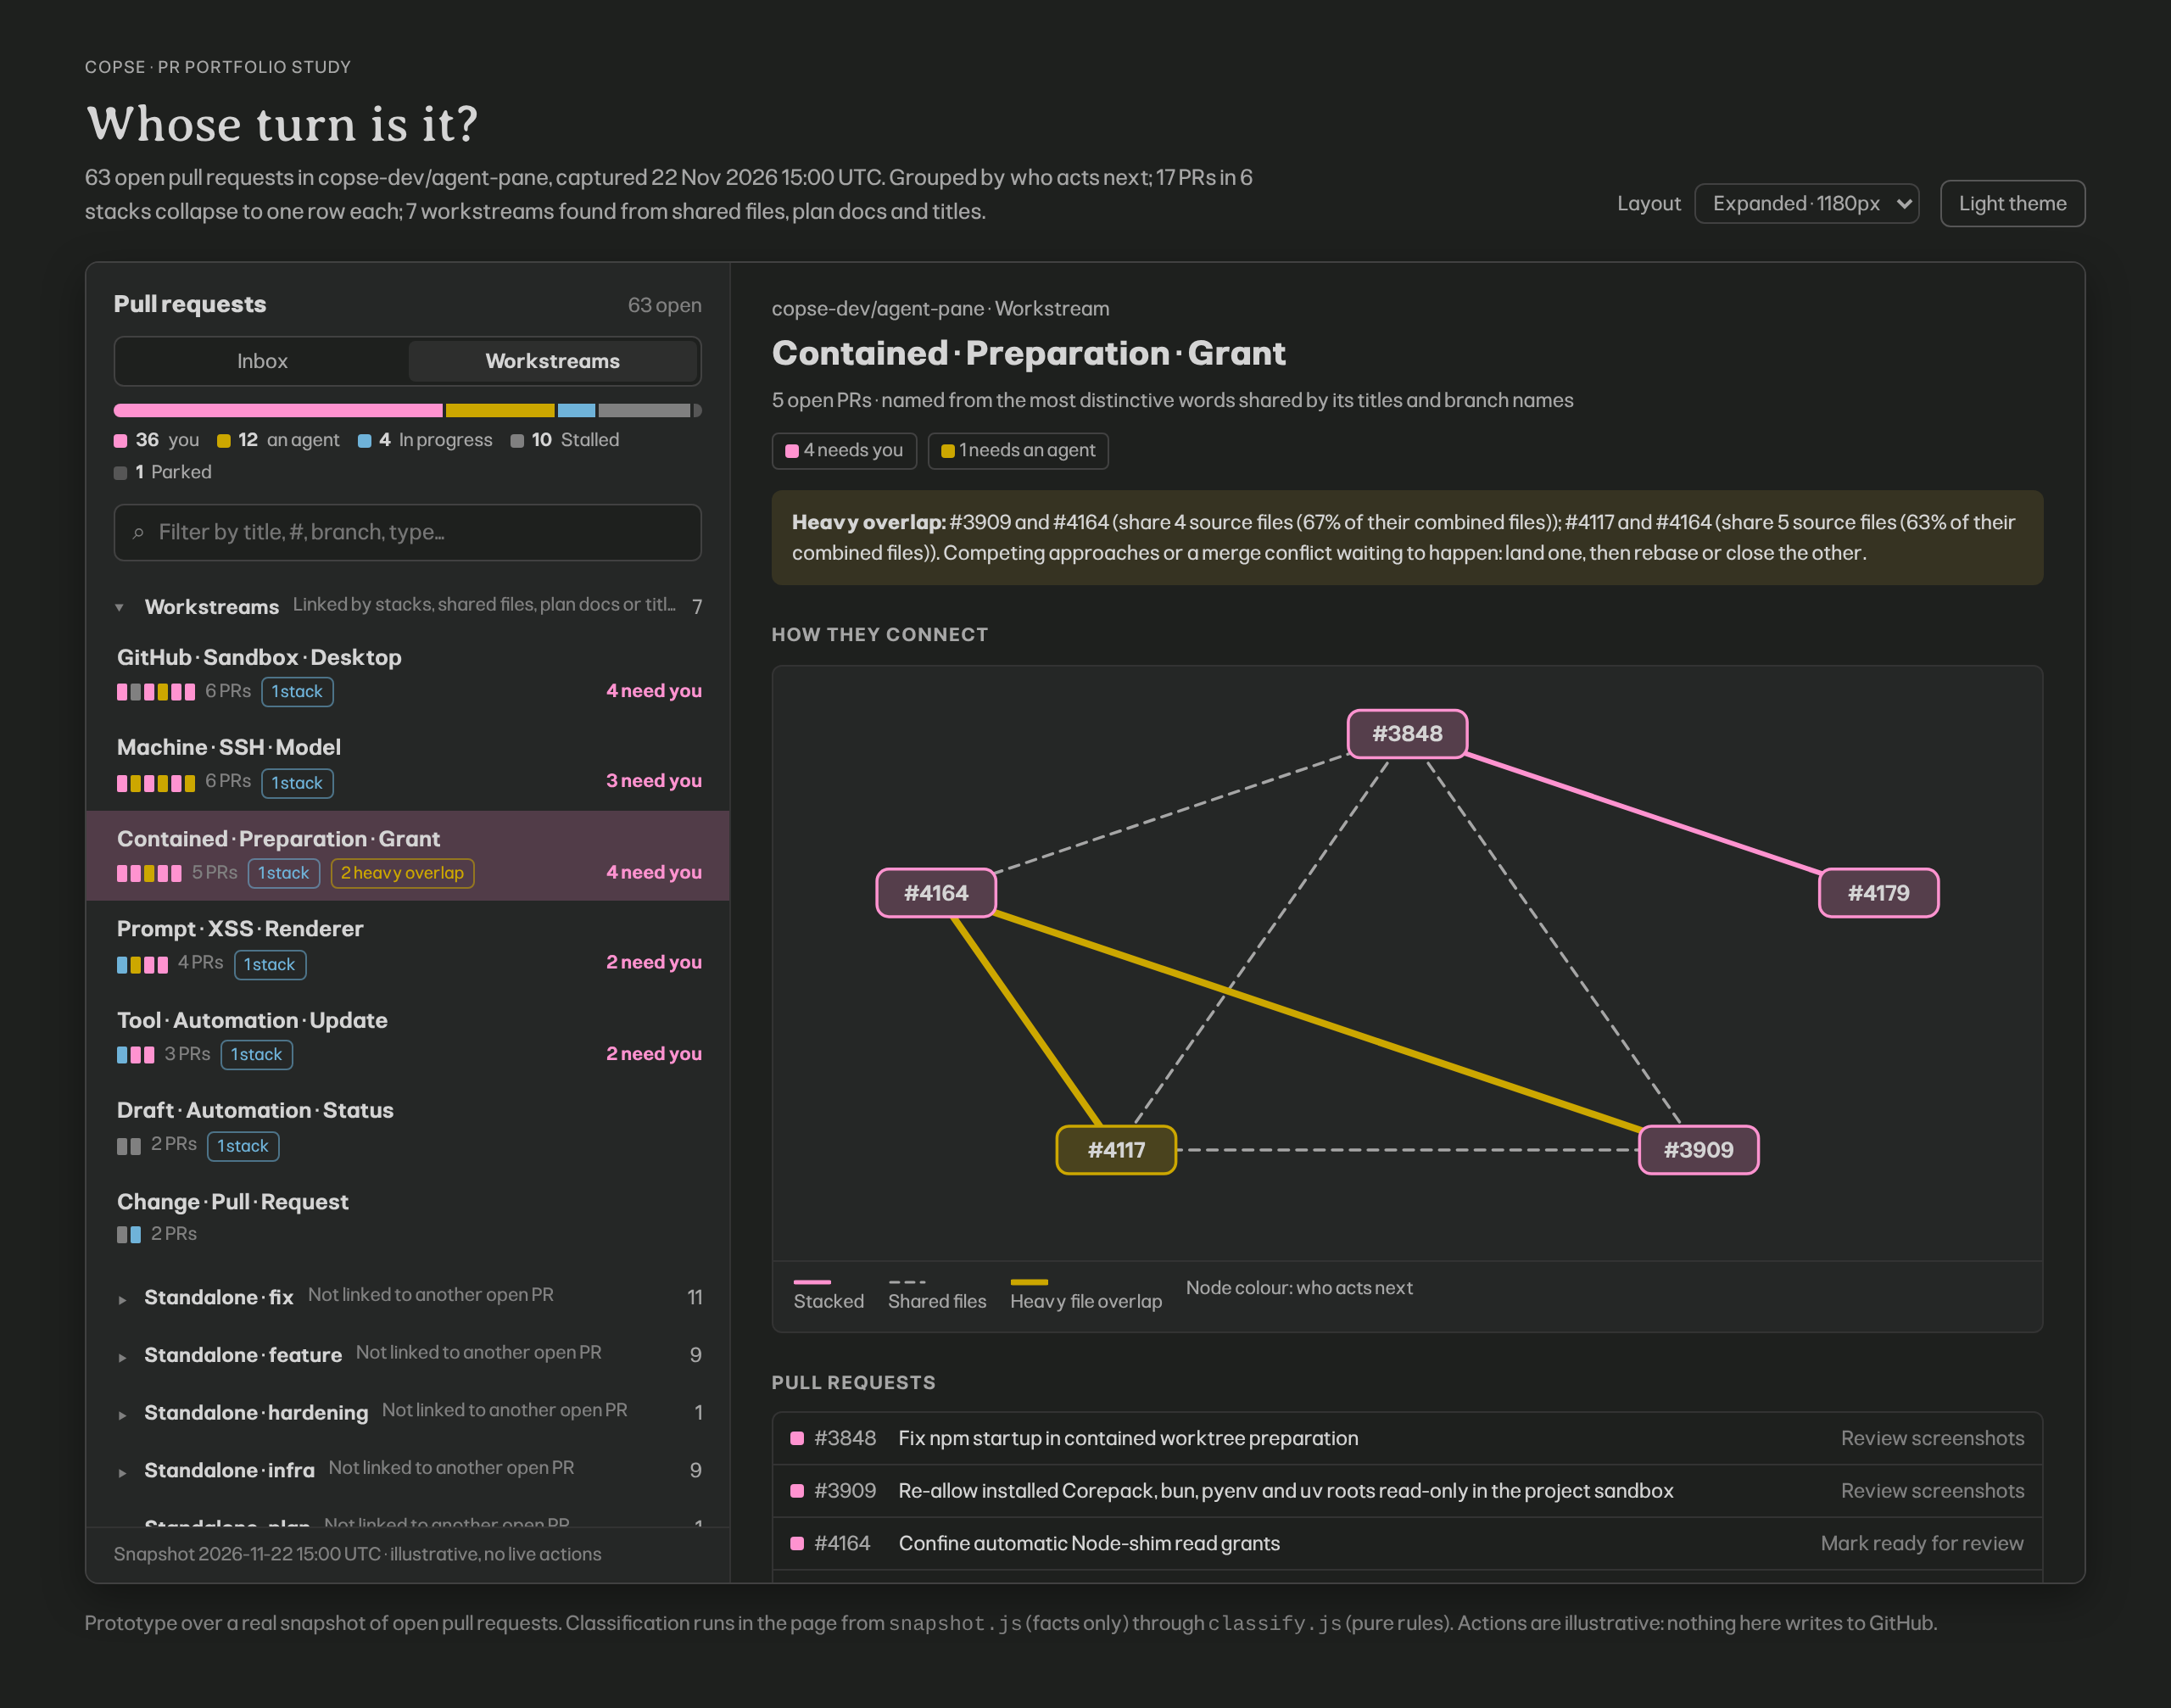 COPSE · PR PORTFOLIO STUDY
Whose turn is it?
63 open pull requests in copse-dev/agent-pane, captured 22 Nov 2026 15:00 UTC. Grouped by who acts next; 17 PRs in 6
stacks collapse to one row each; 7 workstreams found from shared files, plan docs and titles.
Layout
Expanded · 1180px
Light theme
Pull requests
63 open
Inbox
Workstreams
36 you
12 an agent
4 In progress
10 Stalled
1 Parked
Filter by title, #, branch, type…
Workstreams
Linked by stacks, shared files, plan docs or titl…
7
GitHub · Sandbox · Desktop
6 PRs
1 stack
4 need you
Machine · SSH · Model
6 PRs
1 stack
3 need you
Contained · Preparation · Grant
5 PRs
1 stack
2 heavy overlap
4 need you
Prompt · XSS · Renderer
4 PRs
1 stack
2 need you
Tool · Automation · Update
3 PRs
1 stack
2 need you
Draft · Automation · Status
2 PRs
1 stack
Change · Pull · Request
2 PRs
Standalone · fix
Not linked to another open PR
11
Standalone · feature
Not linked to another open PR
9
Standalone · hardening
Not linked to another open PR
1
Standalone · infra
Not linked to another open PR
9
Standalone · plan
Not linked to another open PR
1
Snapshot 2026-11-22 15:00 UTC · illustrative, no live actions
copse-dev/agent-pane · Workstream
Contained · Preparation · Grant
5 open PRs · named from the most distinctive words shared by its titles and branch names
4 needs you
1 needs an agent
Heavy overlap: #3909 and #4164 (share 4 source files (67% of their combined files)); #4117 and #4164 (share 5 source files (63% of their
combined files)). Competing approaches or a merge conflict waiting to happen: land one, then rebase or close the other.
HOW THEY CONNECT
#3848
#4164
#4179
#4117
#3909
Stacked
Shared files
Heavy file overlap
Node colour: who acts next
PULL REQUESTS
#3848 Fix npm startup in contained worktree preparation
Review screenshots
#3909 Re-allow installed Corepack, bun, pyenv and uv roots read-only in the project sandbox
Review screenshots
#4164 Confine automatic Node-shim read grants
Mark ready for review
Prototype over a real snapshot of open pull requests. Classification runs in the page from snapshot.js (facts only) through classify.js (pure rules). Actions are illustrative: nothing here writes to GitHub.